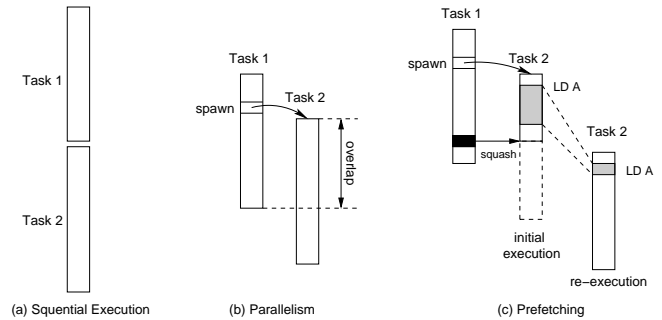 Task 1
Task 2
(a) Squential Execution
Task 1
spawn
Task 2
overlap
(b) Parallelism
Task 1
spawn
Task 2
LD A
squash
Task 2
LD A
initial
execution
re−execution
(c) Prefetching